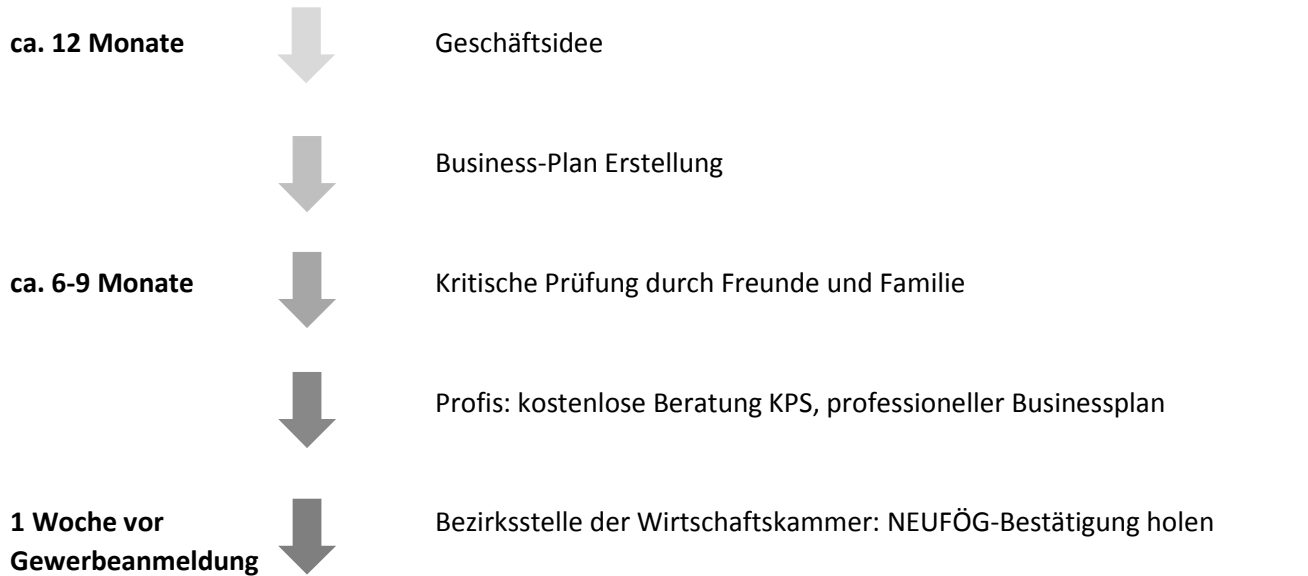 ca. 12 Monate Geschäftsidee
Business-Plan Erstellung
ca. 6-9 Monate Kritische Prüfung durch Freunde und Familie
Profis: kostenlose Beratung KPS, professioneller Businessplan
1 Woche vor Bezirksstelle der Wirtschaftskammer: NEUFÖG-Bestätigung holen
Gewerbeanmeldung